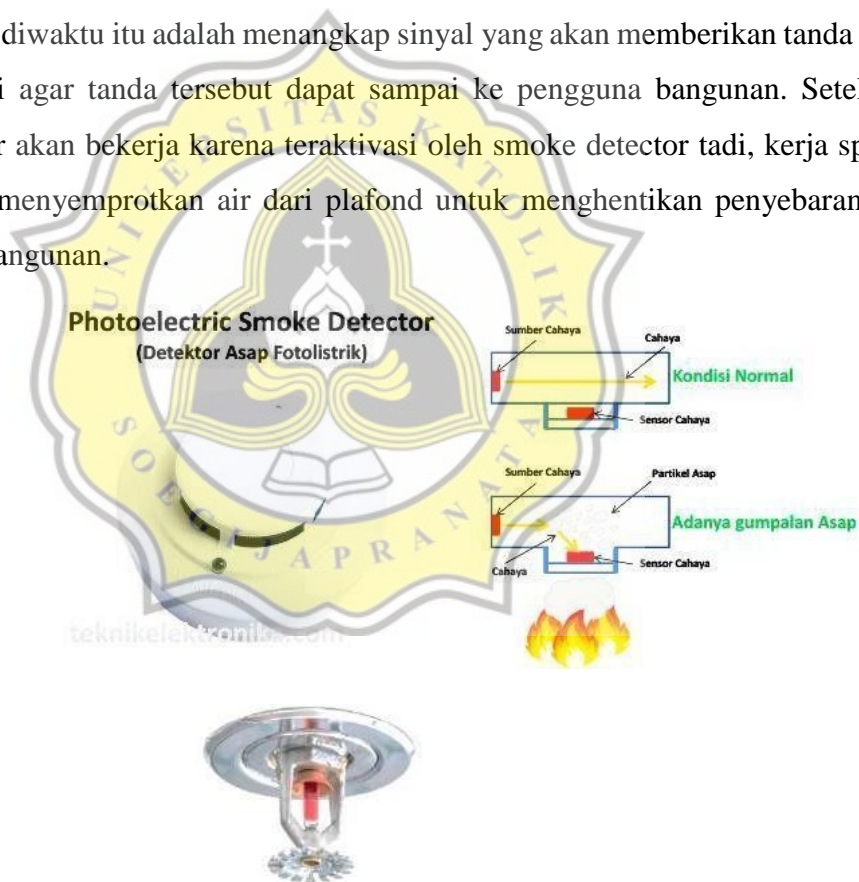 diwaktu itu adalah menangkap sinyal yang akan memberikan tanda
i agar tanda tersebut dapat sampai ke pengguna bangunan. Setel
r akan bekerja karena teraktivasi oleh smoke detector tadi, kerja sp
menyemprotkan air dari plafond untuk menghentikan penyebaran
angunan.
UNIVERSITAS KATOLIK
SOEGIJAPRANATA
Photoelectric Smoke Detector
(Detektor Asap Fotolistrik)
Sumber Cahaya
Cahaya
Kondisi Normal
Sensor Cahaya
Sumber Cahaya
Partikel Asap
Adanya gumpalan Asap
Cahaya
Sensor Cahaya
teknikelektronika.com